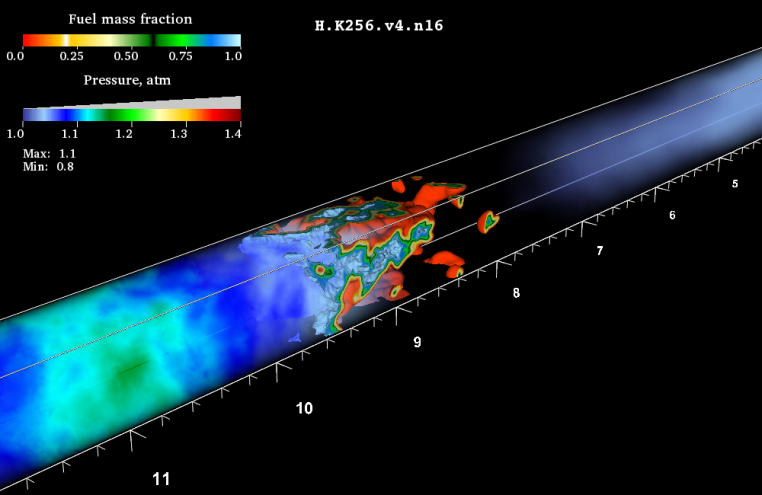 Fuel mass fraction
0.0 0.25 0.50 0.75 1.0
H.K256.v4.n16
Pressure, atm
1.0 1.1 1.2 1.3 1.4
Max: 1.1
Min: 0.8
5
6
7
8
9
10
11